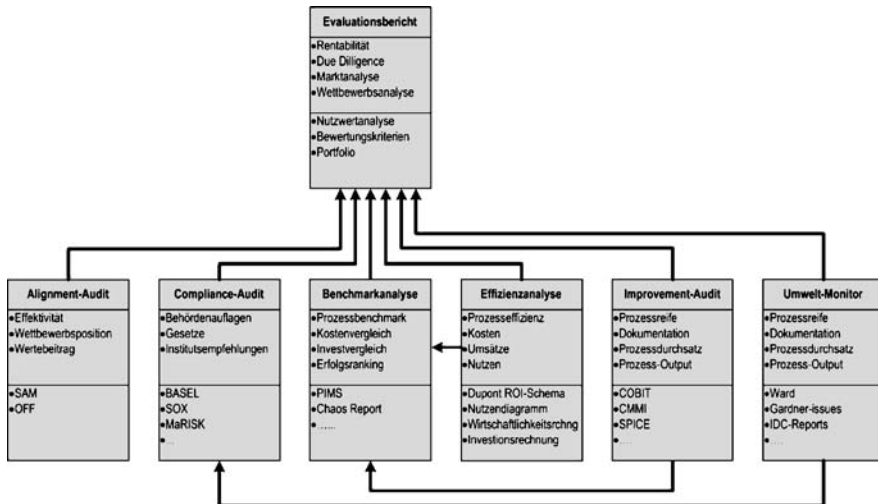 Evaluationsbericht
●Rentabilität
●Due Dilligence
●Marktanalyse
●Wettbewerbsanalyse
●Nutzwertanalyse
●Bewertungskriterien
●Portfolio
Alignment-Audit
●Effektivität
●Wettbewerbsposition
●Wertebeitrag
●SAM
●OFF
Compliance-Audit
●Behördenauflagen
●Gesetze
●Institutsempfehlungen
●BASEL
●SOX
●MaRISK
●...
Benchmarkanalyse
●Prozessbenchmark
●Kostenvergleich
●Investvergleich
●Erfolgsranking
●PIMS
●Chaos Report
●......
Effizienzanalyse
●Prozesseffizienz
●Kosten
●Umsätze
●Nutzen
●Dupont ROI-Schema
●Nutzendiagramm
●Wirtschaftlichkeitsrchng
●Investionsrechnung
Improvement-Audit
●Prozessreife
●Dokumentation
●Prozessdurchsatz
●Prozess-Output
●COBIT
●CMMI
●SPICE
●....
Umwelt-Monitor
●Prozessreife
●Dokumentation
●Prozessdurchsatz
●Prozess-Output
●Ward
●Gardner-issues
●IDC-Reports
●....